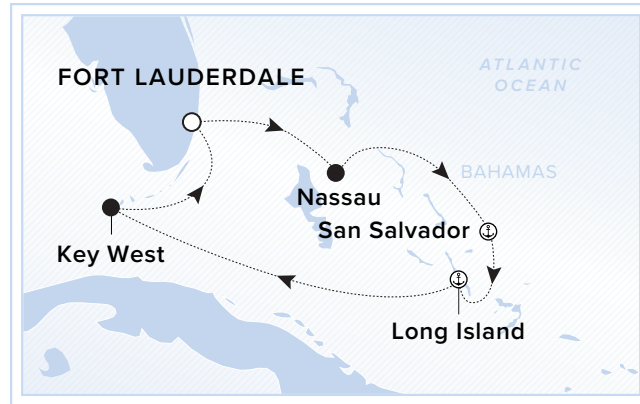 FORT LAUDERDALE
ATLANTIC
OCEAN
BAHAMAS
Nassau
San Salvador
Key West
Long Island